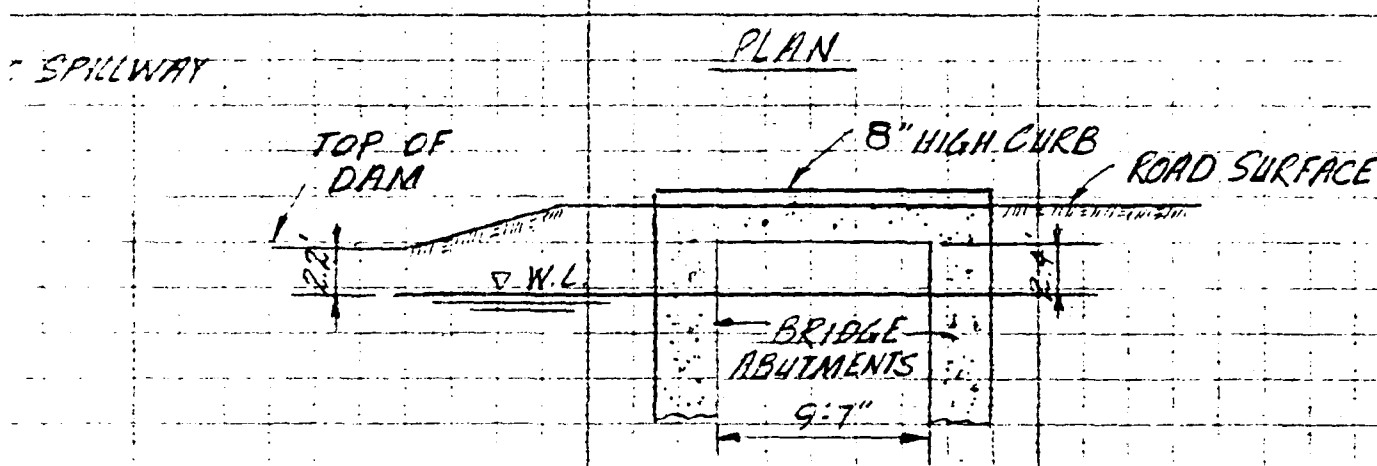 PLAN
SPILLWAY
TOP OF
DAM
8" HIGH CURB
ROAD SURFACE
2.2'
▽ W.L.
2.4'
BRIDGE
ABUTMENTS
9'-7"